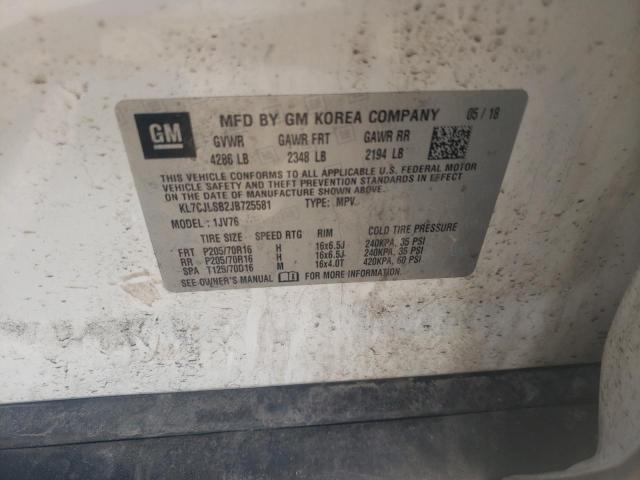 GM MFD BY GM KOREA COMPANY 05/18
GVWR GAWR FRT GAWR RR
4286 LB 2348 LB 2194 LB
THIS VEHICLE CONFORMS TO ALL APPLICABLE U.S. FEDERAL MOTOR
VEHICLE SAFETY AND THEFT PREVENTION STANDARDS IN EFFECT
ON THE DATE OF MANUFACTURE SHOWN ABOVE.
KL7CJLSB2JB725581 TYPE: MPV
MODEL: 1JV76
TIRE SIZE SPEED RTG RIM COLD TIRE PRESSURE
FRT P205/70R16 H 16x6.5J 240KPA, 35 PSI
RR P205/70R16 H 16x6.5J 240KPA, 35 PSI
SPA T125/70D16 M 16x4.0T 420KPA, 60 PSI
SEE OWNER'S MANUAL FOR MORE INFORMATION